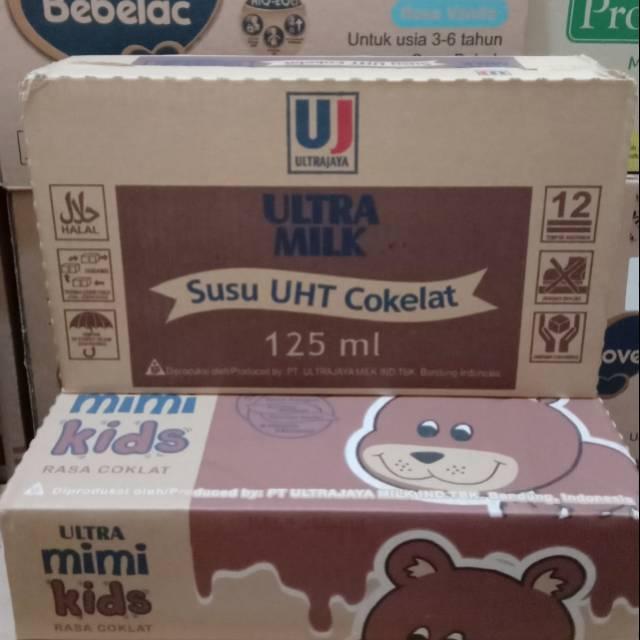 Bebelac
Untuk usia 3-6 tahun
Pro
UJ
ULTRAJAYA
حلال
HALAL
12
ULTRA
MILK
Susu UHT Cokelat
125 ml
Diproduksi oleh/Produced by: PT ULTRAJAYA MILK IND.TBK. Bandung-Indonesia
mimi
kids
RASA COKLAT
Diproduksi oleh/Produced by: PT ULTRAJAYA MILK IND.TBK. Bandung, Indonesia
ULTRA
mimi
kids
RASA COKLAT